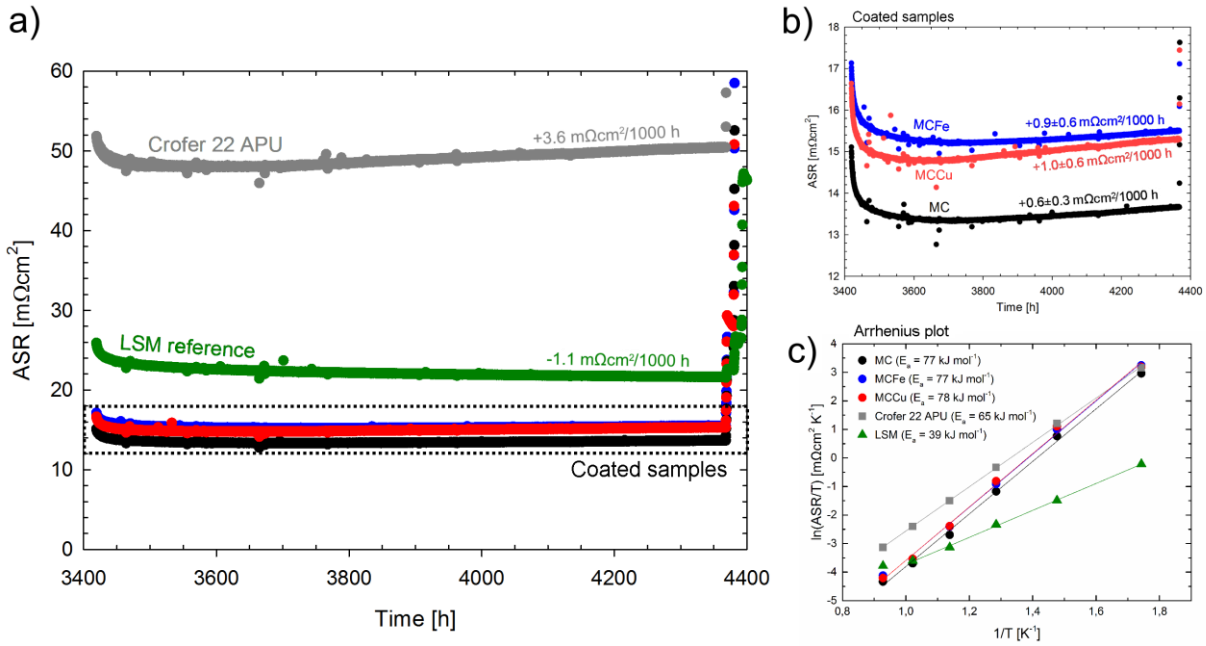 a)
60
50
40
30
20
10
0
ASR [mΩcm²]
Crofer 22 APU
+3.6 mΩcm²/1000 h
LSM reference
-1.1 mΩcm²/1000 h
Coated samples
3400 3600 3800 4000 4200 4400
Time [h]
b)
Coated samples
18
17
16
15
14
13
12
ASR [mΩcm²]
MCFe
+0.9±0.6 mΩcm²/1000 h
MCCu
+1.0±0.6 mΩcm²/1000 h
MC
+0.6±0.3 mΩcm²/1000 h
3400 3600 3800 4000 4200 4400
Time [h]
Arrhenius plot
c)
MC (Eₐ = 77 kJ mol⁻¹)
MCFe (Eₐ = 77 kJ mol⁻¹)
MCCu (Eₐ = 78 kJ mol⁻¹)
Crofer 22 APU (Eₐ = 65 kJ mol⁻¹)
LSM (Eₐ = 39 kJ mol⁻¹)
5
4
3
2
1
0
-1
-2
-3
-4
-5
ln(ASR/T) [mΩcm² K⁻¹]
0,8 1,0 1,2 1,4 1,6 1,8
1/T [K⁻¹]